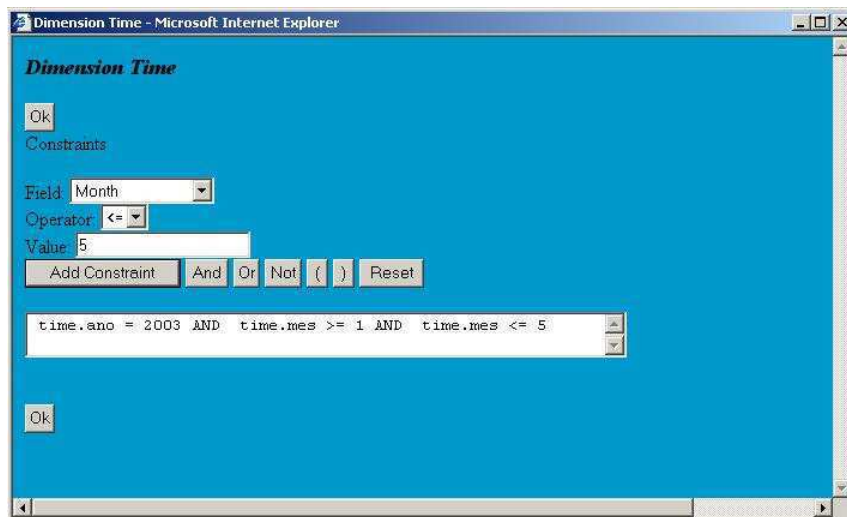 Dimension Time - Microsoft Internet Explorer
Dimension Time
Ok
Constraints
Field: Month
Operator: <=
Value: 5
Add Constraint And Or Not ( ) Reset
time.ano = 2003 AND time.mes >= 1 AND time.mes <= 5
Ok